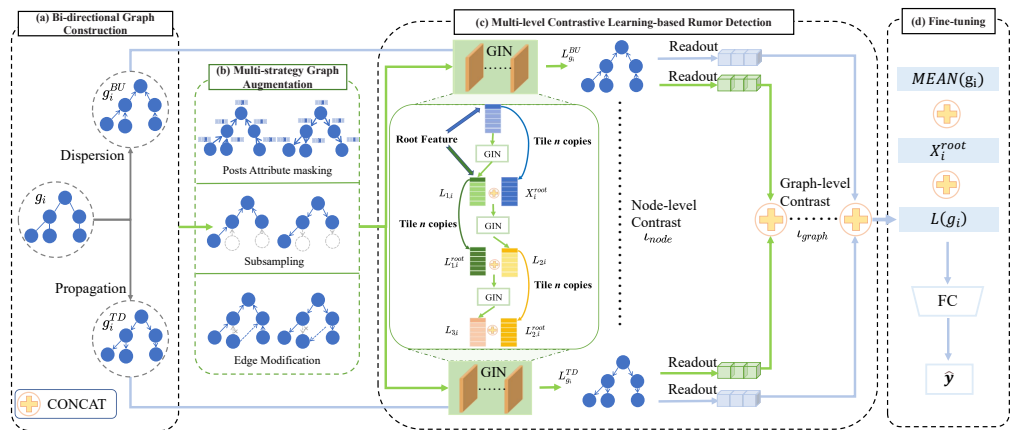 (a) Bi-directional Graph
Construction
g_i^{BU}
Dispersion
g_i
Propagation
g_i^{TD}
CONCAT
(b) Multi-strategy Graph
Augmentation
Posts Attribute masking
Subsampling
Edge Modification
(c) Multi-level Contrastive Learning-based Rumor Detection
GIN
......
L_{g_i}^{BU}
Readout
Readout
Root Feature
Tile n copies
GIN
L_{1,i}
X_i^{root}
Tile n copies
GIN
L_{1,i}^{root}
L_{2i}
Tile n copies
GIN
L_{3i}
L_{2,i}^{root}
Node-level
Contrast
ι_{node}
Graph-level
Contrast
ι_{graph}
GIN
......
L_{g_i}^{TD}
Readout
Readout
(d) Fine-tuning
MEAN(g_i)
X_i^{root}
L(g_i)
FC
ŷ